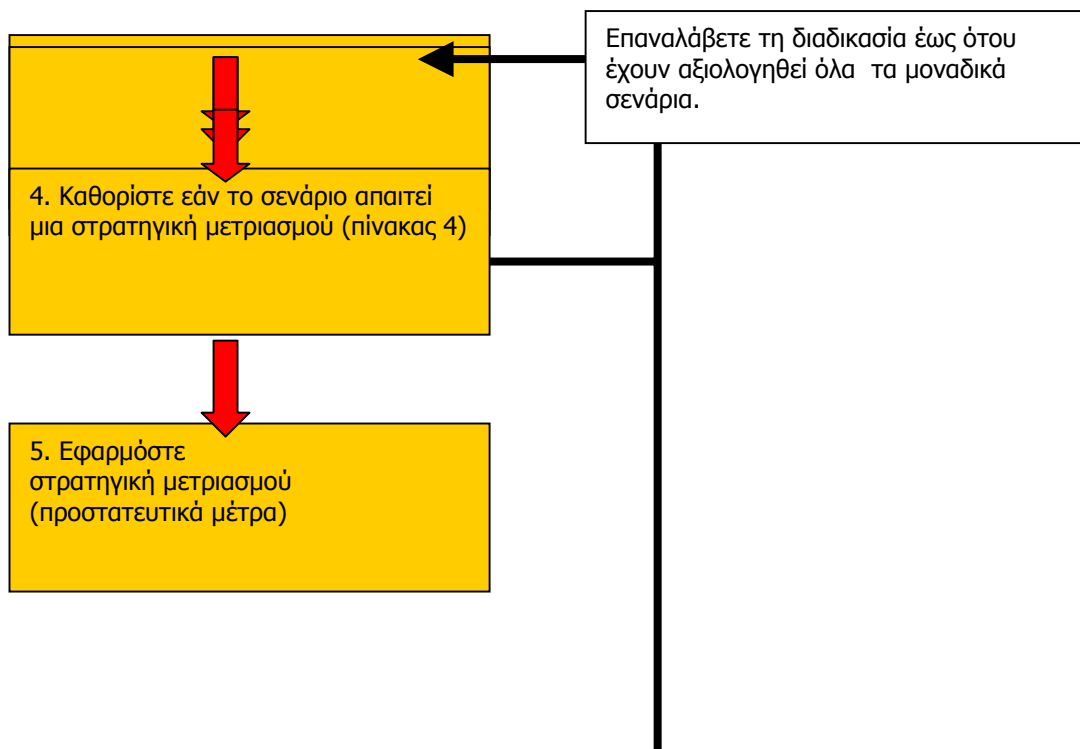 Επαναλάβετε τη διαδικασία έως ότου
έχουν αξιολογηθεί όλα τα μοναδικά
σενάρια.
4. Καθορίστε εάν το σενάριο απαιτεί
μια στρατηγική μετριασμού (πίνακας 4)
5. Εφαρμόστε
στρατηγική μετριασμού
(προστατευτικά μέτρα)